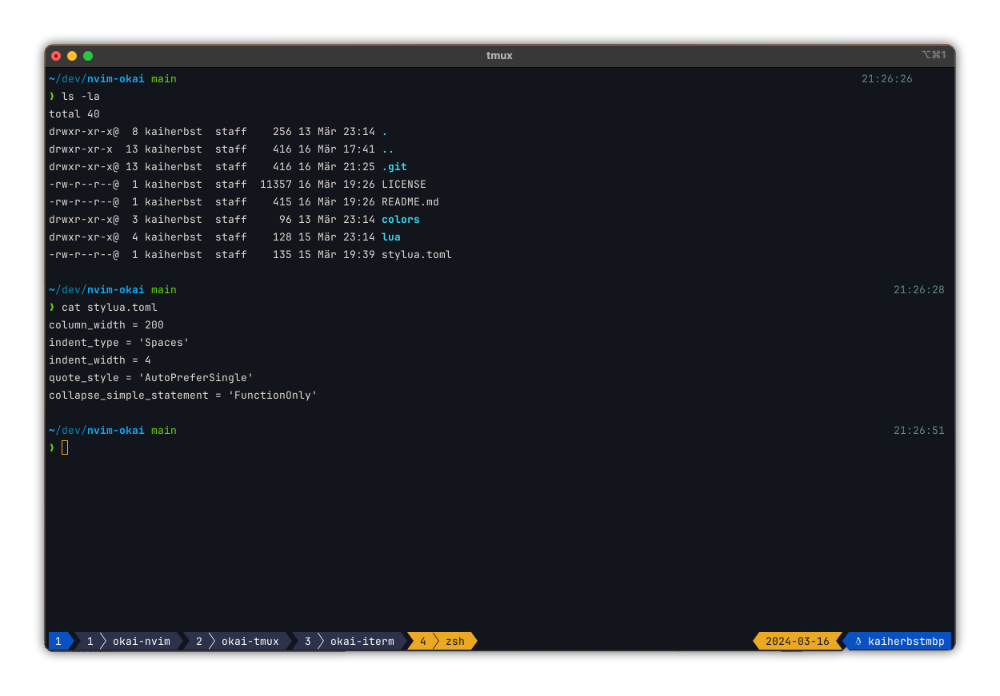 tmux ⌥⌘1
~/dev/nvim-okai main 21:26:26
❯ ls -la
total 40
drwxr-xr-x@  8 kaiherbst  staff    256 13 Mär 23:14 .
drwxr-xr-x  13 kaiherbst  staff    416 16 Mär 17:41 ..
drwxr-xr-x@ 13 kaiherbst  staff    416 16 Mär 21:25 .git
-rw-r--r--@  1 kaiherbst  staff  11357 16 Mär 19:26 LICENSE
-rw-r--r--@  1 kaiherbst  staff    415 16 Mär 19:26 README.md
drwxr-xr-x@  3 kaiherbst  staff     96 13 Mär 23:14 colors
drwxr-xr-x@  4 kaiherbst  staff    128 15 Mär 23:14 lua
-rw-r--r--@  1 kaiherbst  staff    135 15 Mär 19:39 stylua.toml
~/dev/nvim-okai main 21:26:28
❯ cat stylua.toml
column_width = 200
indent_type = 'Spaces'
indent_width = 4
quote_style = 'AutoPreferSingle'
collapse_simple_statement = 'FunctionOnly'
~/dev/nvim-okai main 21:26:51
❯
1 1 okai-nvim 2 okai-tmux 3 okai-iterm 4 zsh 2024-03-16 kaiherbstmbp